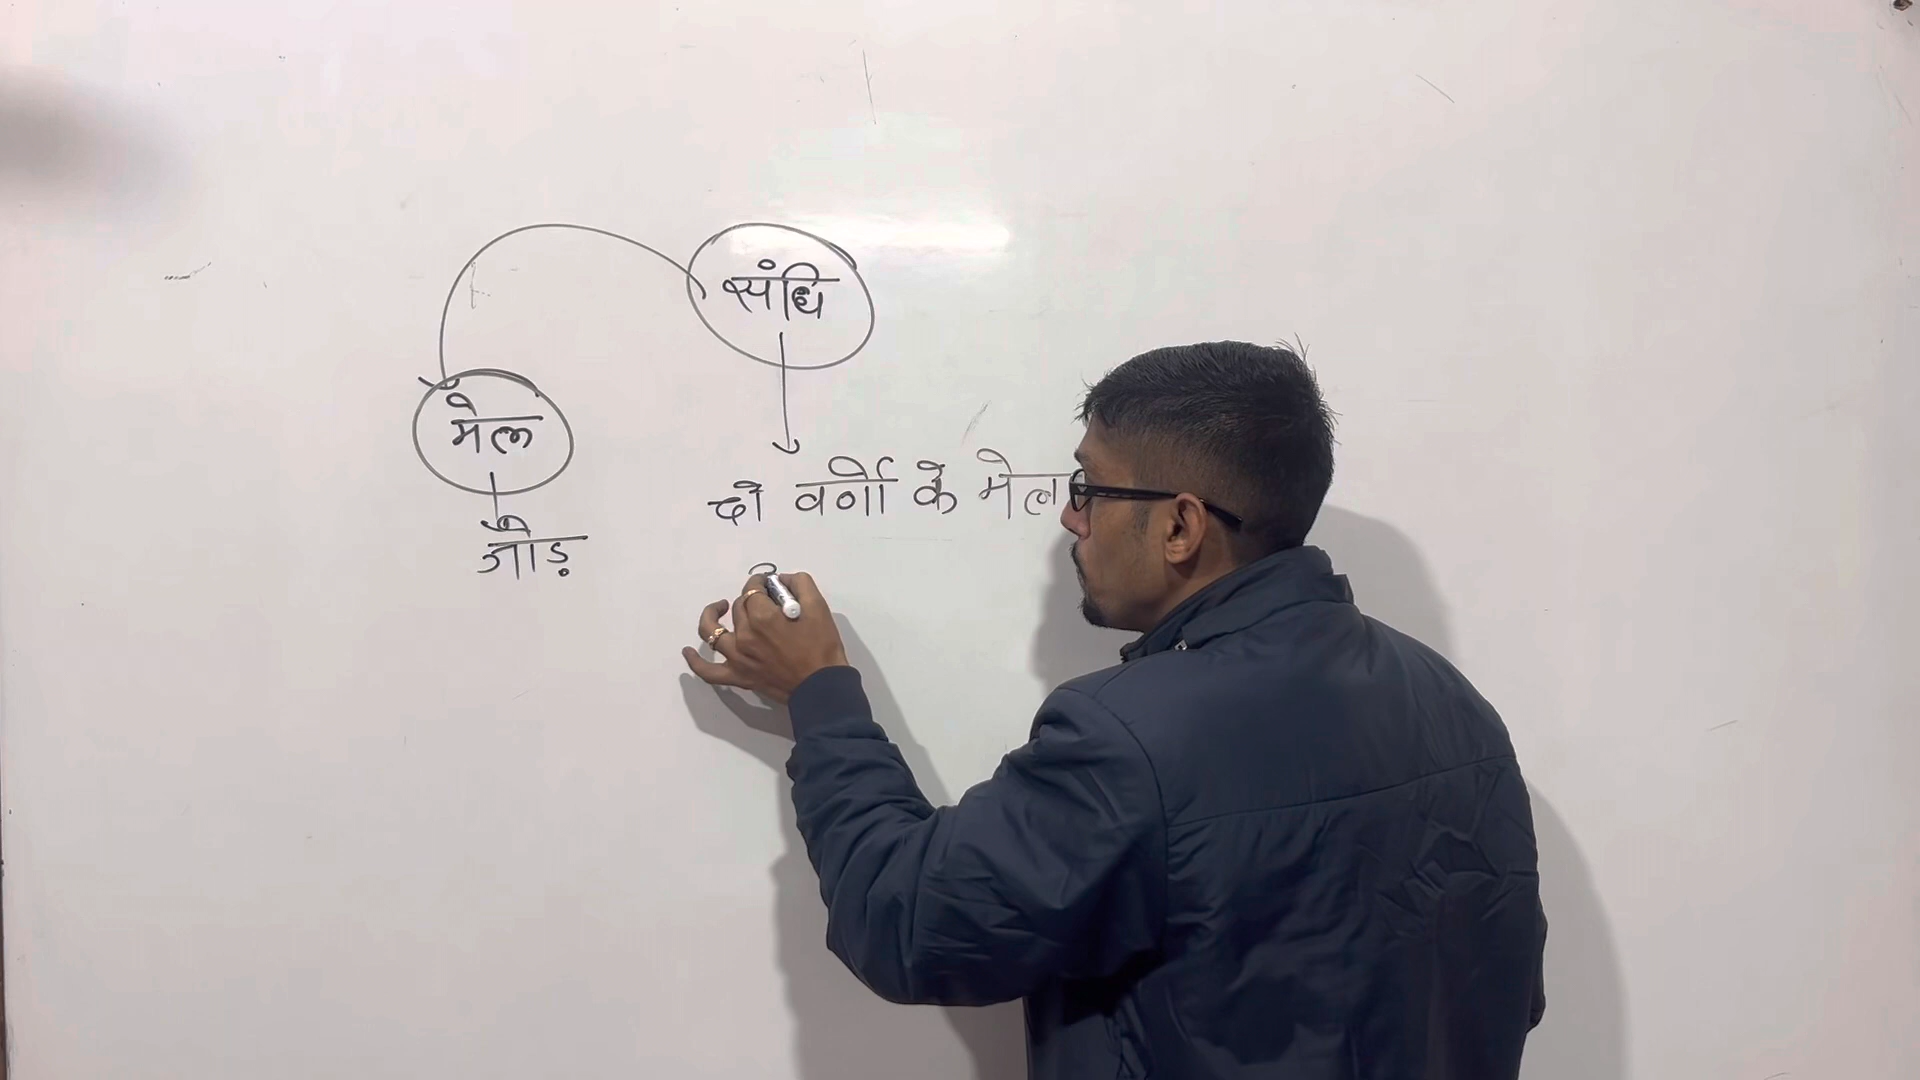 संधि
मेल
जोड़
दो वर्णो के मेल